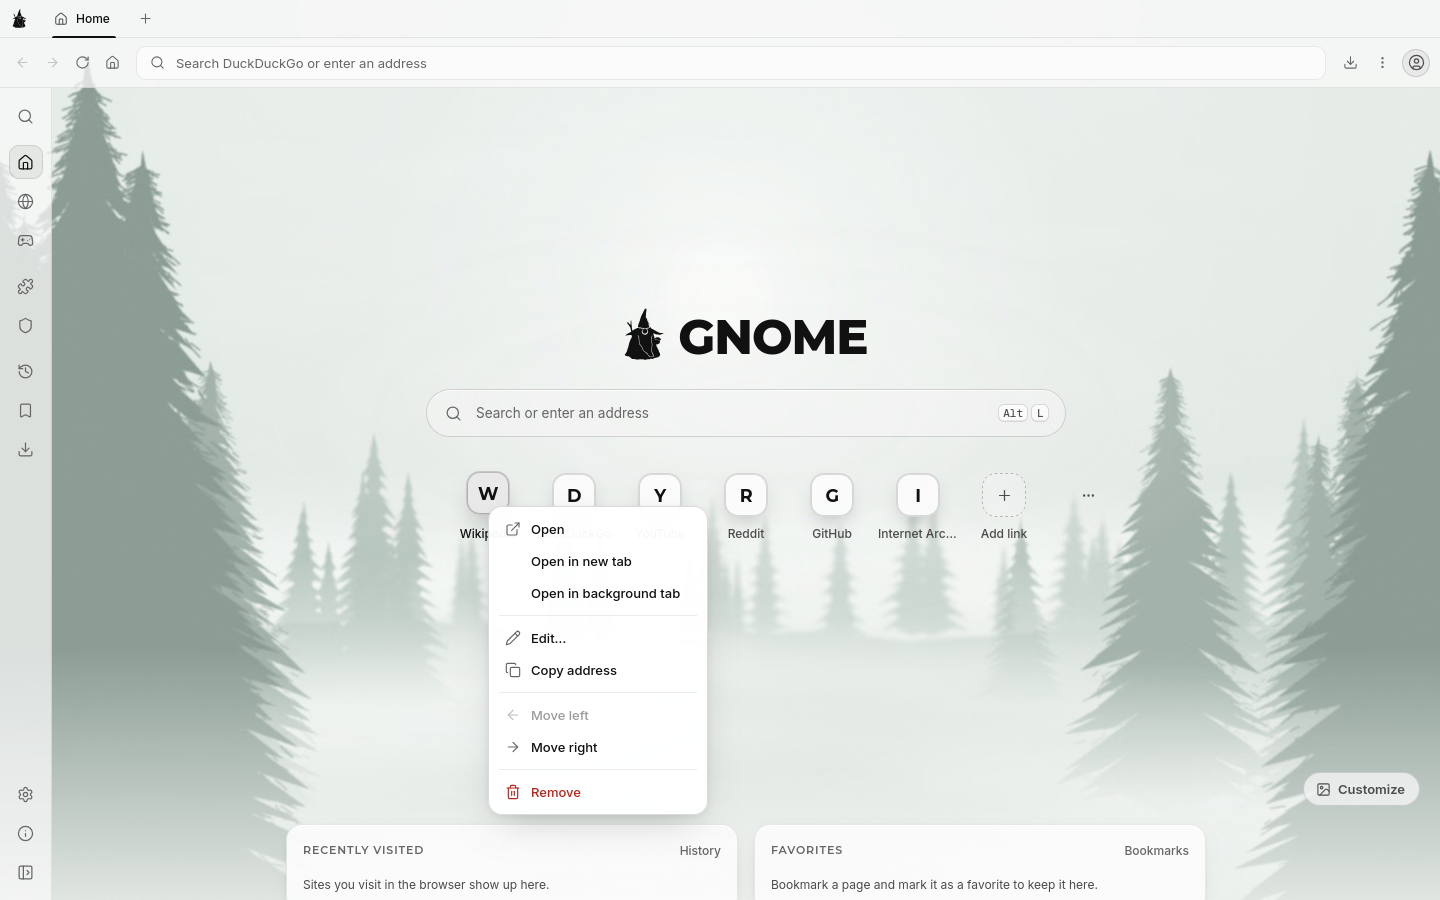 Home
Search DuckDuckGo or enter an address
GNOME
Search or enter an address
Alt L
W D Y R G I
Reddit GitHub Internet Arc... Add link
Open
Open in new tab
Open in background tab
Edit...
Copy address
Move left
Move right
Remove
Customize
RECENTLY VISITED
History
Sites you visit in the browser show up here.
FAVORITES
Bookmarks
Bookmark a page and mark it as a favorite to keep it here.